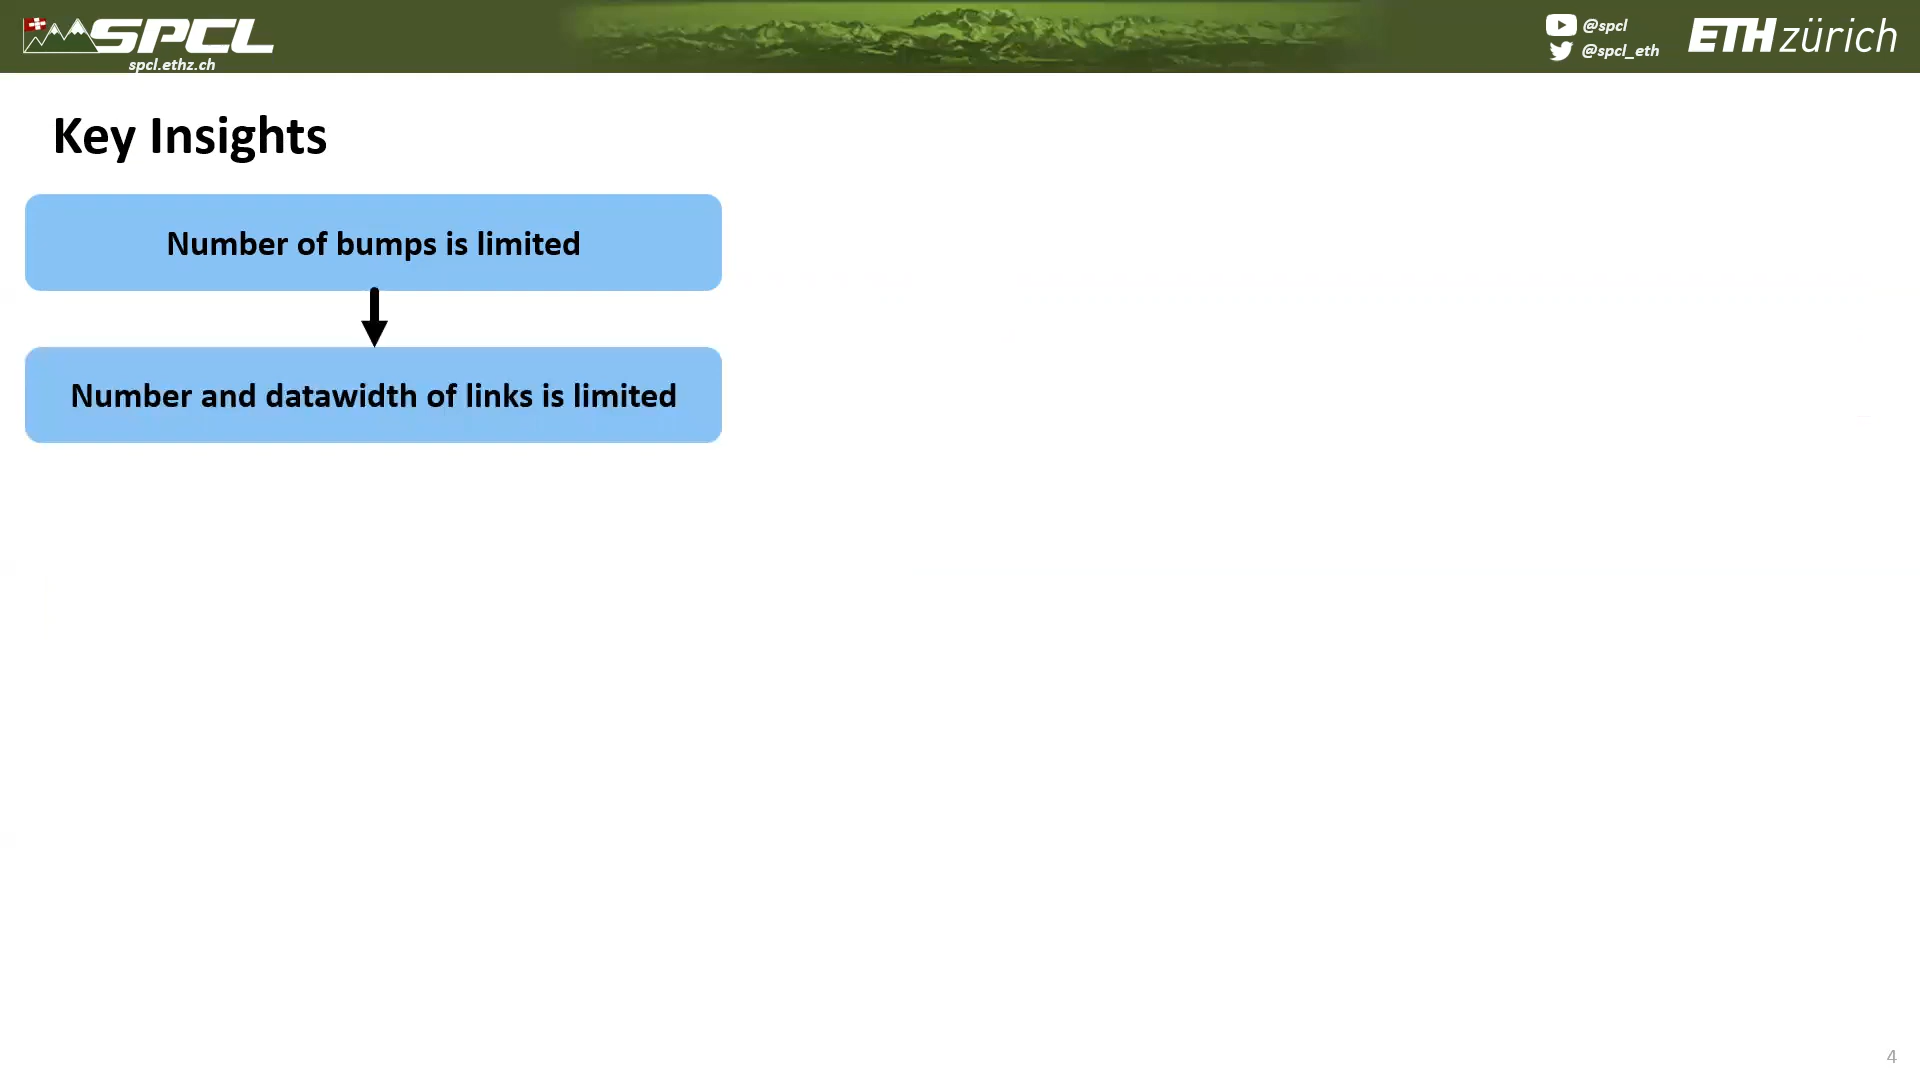 SPCL
spcl.ethz.ch
@spcl
@spcl_eth
ETH zürich
Key Insights
Number of bumps is limited
Number and datawidth of links is limited
4